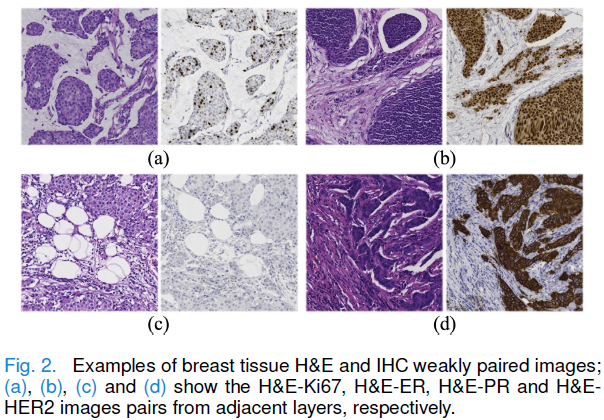 (a)
(b)
(c)
(d)
Fig. 2. Examples of breast tissue H&E and IHC weakly paired images;
(a), (b), (c) and (d) show the H&E-Ki67, H&E-ER, H&E-PR and H&E-
HER2 images pairs from adjacent layers, respectively.